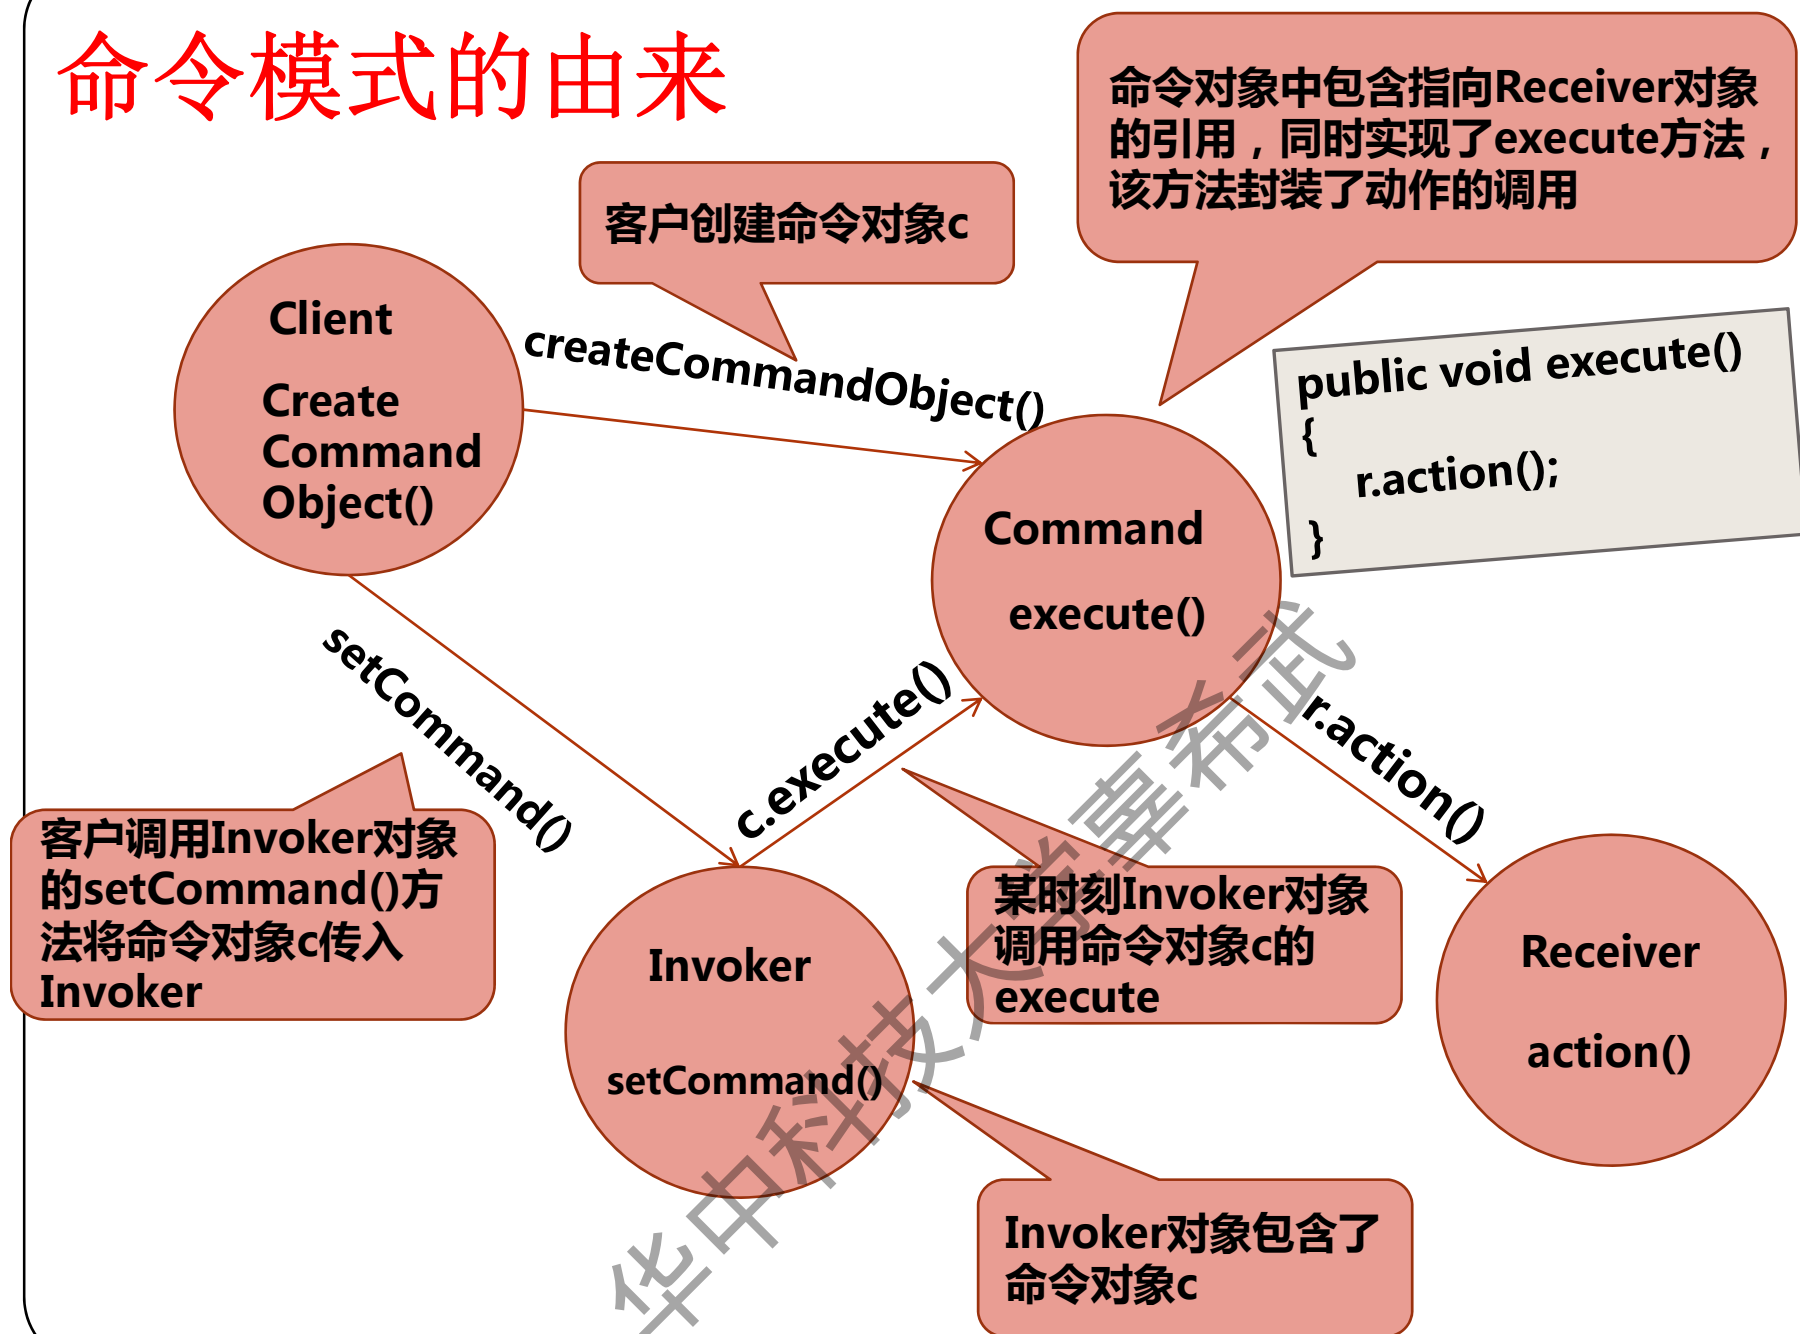 命令模式的由来
命令对象中包含指向Receiver对象
的引用，同时实现了execute方法，
该方法封装了动作的调用
客户创建命令对象c
Client
Create
Command
Object()
createCommandObject()
public void execute()
{
r.action();
}
Command
execute()
setCommand()
c.execute()
r.action()
客户调用Invoker对象
的setCommand()方
法将命令对象c传入
Invoker
某时刻Invoker对象
调用命令对象c的
execute
Invoker
setCommand()
Receiver
action()
Invoker对象包含了
命令对象c
华中科技大学辜希武